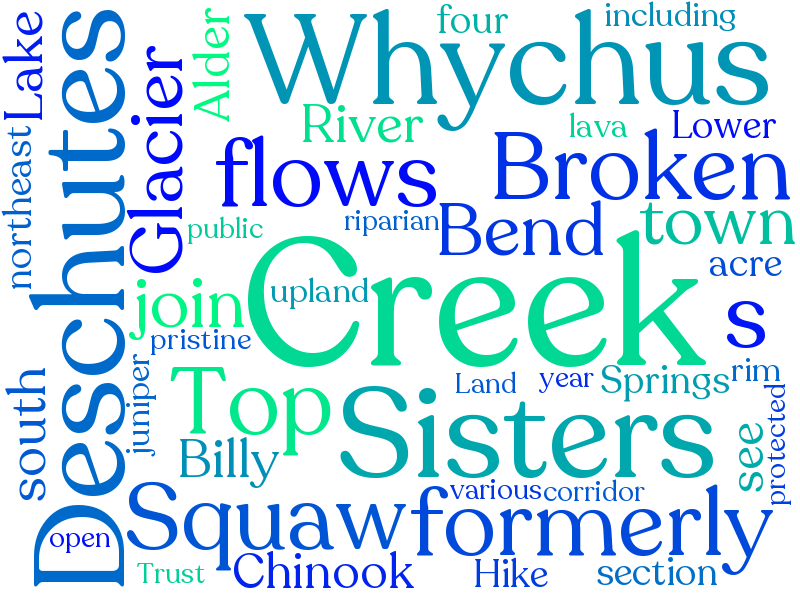 Whychus
four
including
Lake
Deschutes
Glacier
Alder
River
lava
Lower
northeast
flows
Broken
public
riparian
Bend
town
acre
Creek
upland
join
s
pristine
juniper
Land
year
Springs
rim
south
Top
Sisters
see
protected
Billy
Squaw
various
corridor
formerly
open
Trust
Chinook
Hike
section